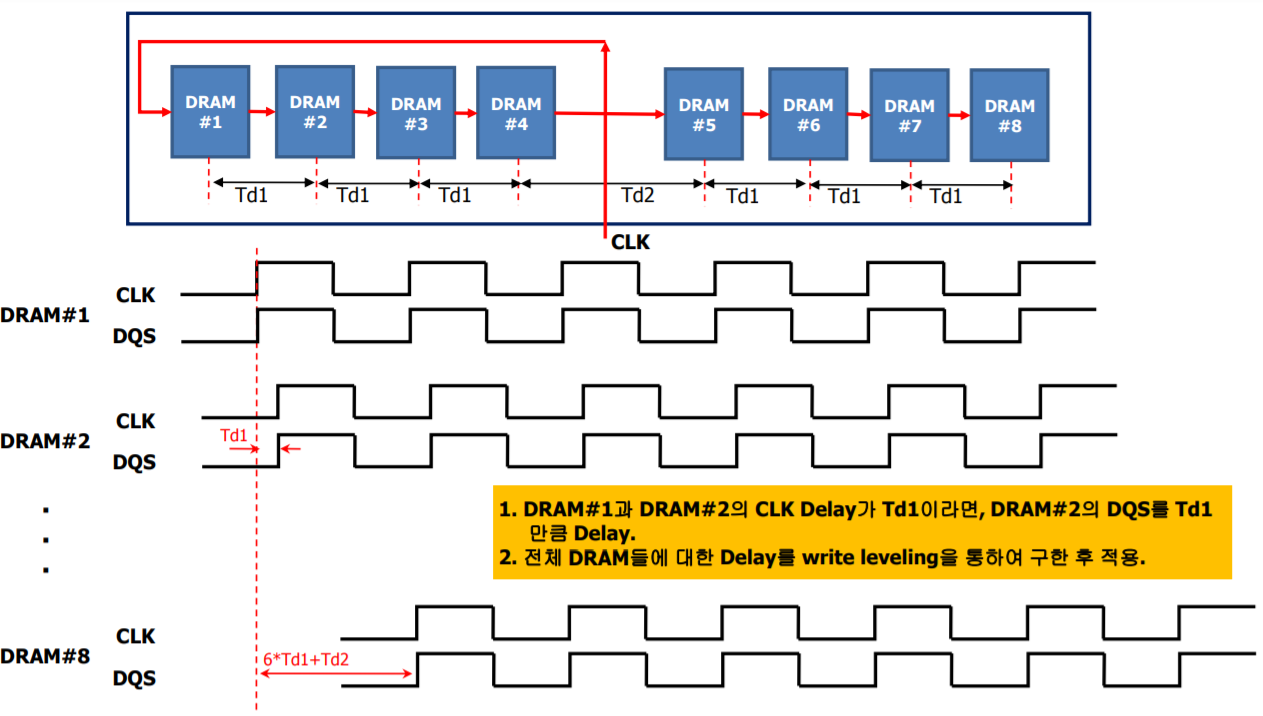 DRAM #1
DRAM #2
DRAM #3
DRAM #4
DRAM #5
DRAM #6
DRAM #7
DRAM #8
Td1
Td1
Td1
Td2
Td1
Td1
Td1
CLK
DRAM#1
CLK
DQS
DRAM#2
CLK
Td1
DQS
1. DRAM#1과 DRAM#2의 CLK Delay가 Td1이라면, DRAM#2의 DQS를 Td1
만큼 Delay.
2. 전체 DRAM들에 대한 Delay를 write leveling을 통하여 구한 후 적용.
DRAM#8
CLK
6*Td1+Td2
DQS